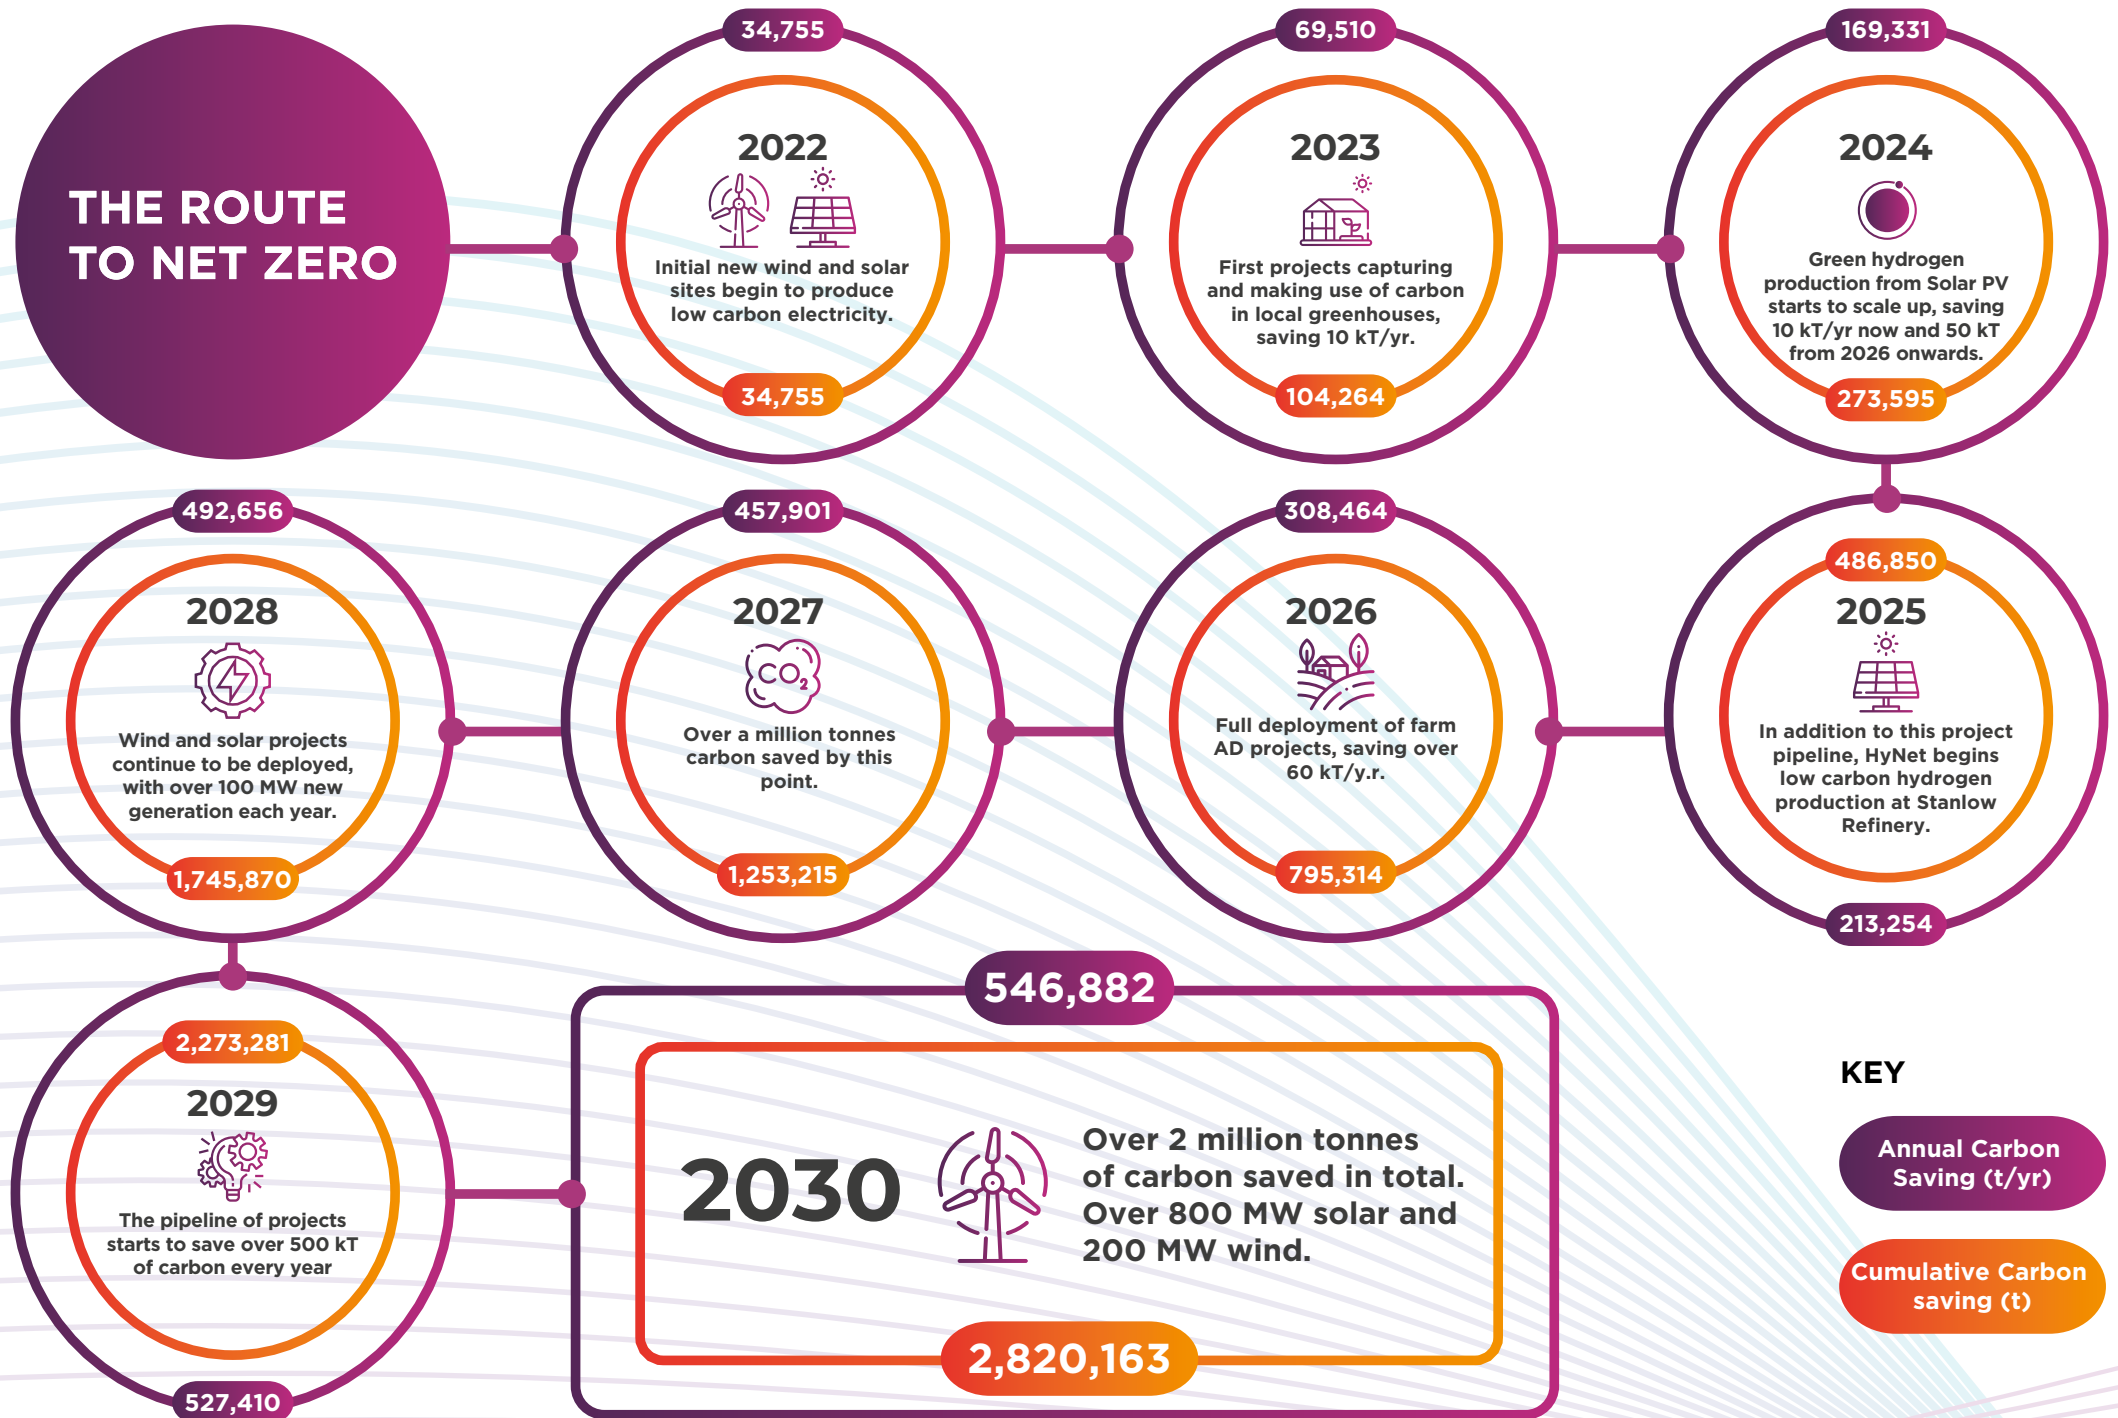 THE ROUTE
TO NET ZERO
34,755
2022
Initial new wind and solar
sites begin to produce
low carbon electricity.
34,755
69,510
2023
First projects capturing
and making use of carbon
in local greenhouses,
saving 10 kT/yr.
104,264
169,331
2024
Green hydrogen
production from Solar PV
starts to scale up, saving
10 kT/yr now and 50 kT
from 2026 onwards.
273,595
486,850
2025
In addition to this project
pipeline, HyNet begins
low carbon hydrogen
production at Stanlow
Refinery.
213,254
308,464
2026
Full deployment of farm
AD projects, saving over
60 kT/y.r.
795,314
457,901
2027
CO2
Over a million tonnes
carbon saved by this
point.
1,253,215
492,656
2028
Wind and solar projects
continue to be deployed,
with over 100 MW new
generation each year.
1,745,870
2,273,281
2029
The pipeline of projects
starts to save over 500 kT
of carbon every year
527,410
546,882
2030
Over 2 million tonnes
of carbon saved in total.
Over 800 MW solar and
200 MW wind.
2,820,163
KEY
Annual Carbon
Saving (t/yr)
Cumulative Carbon
saving (t)